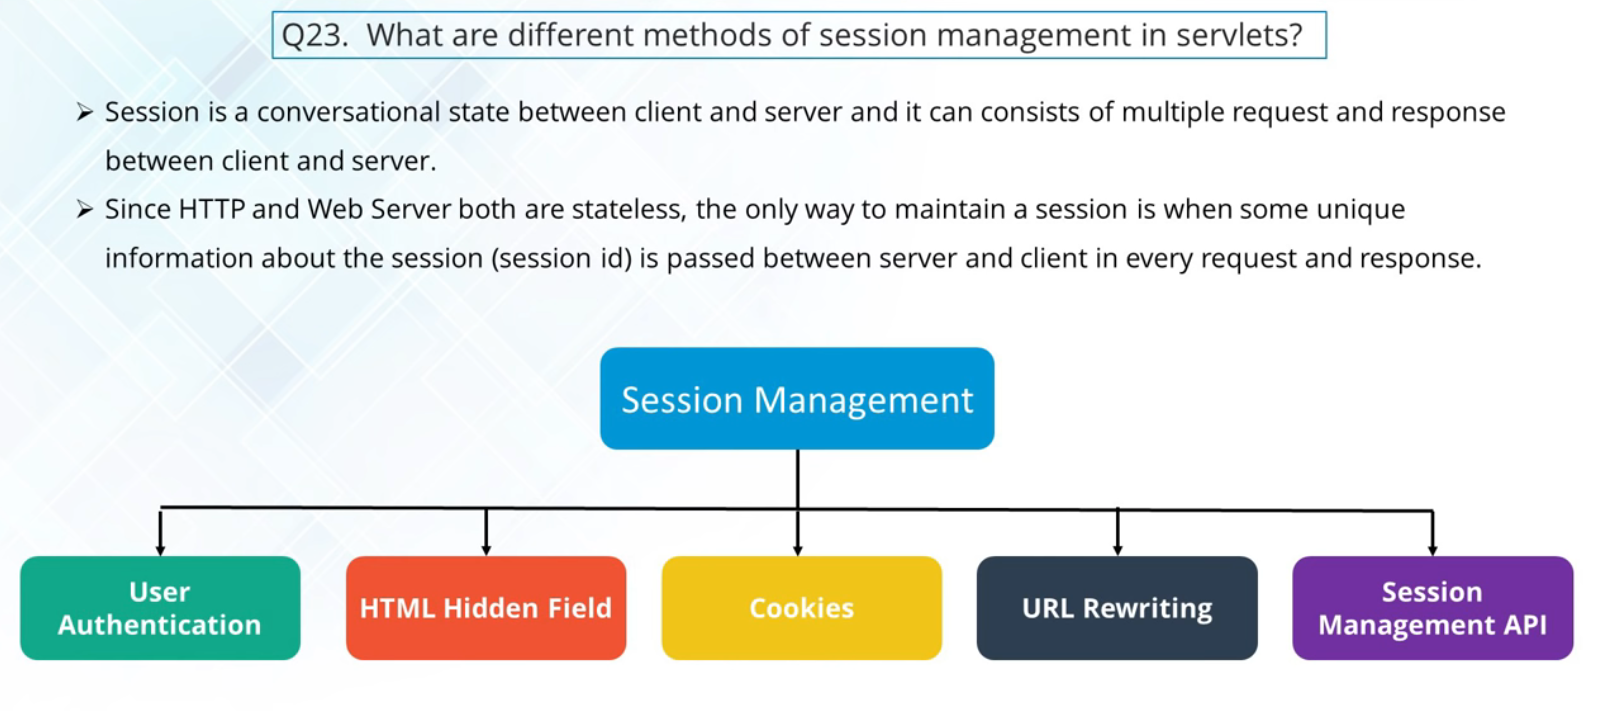 Q23. What are different methods of session management in servlets?
➢ Session is a conversational state between client and server and it can consists of multiple request and response
between client and server.
➢ Since HTTP and Web Server both are stateless, the only way to maintain a session is when some unique
information about the session (session id) is passed between server and client in every request and response.
Session Management
User
Authentication
HTML Hidden Field
Cookies
URL Rewriting
Session
Management API